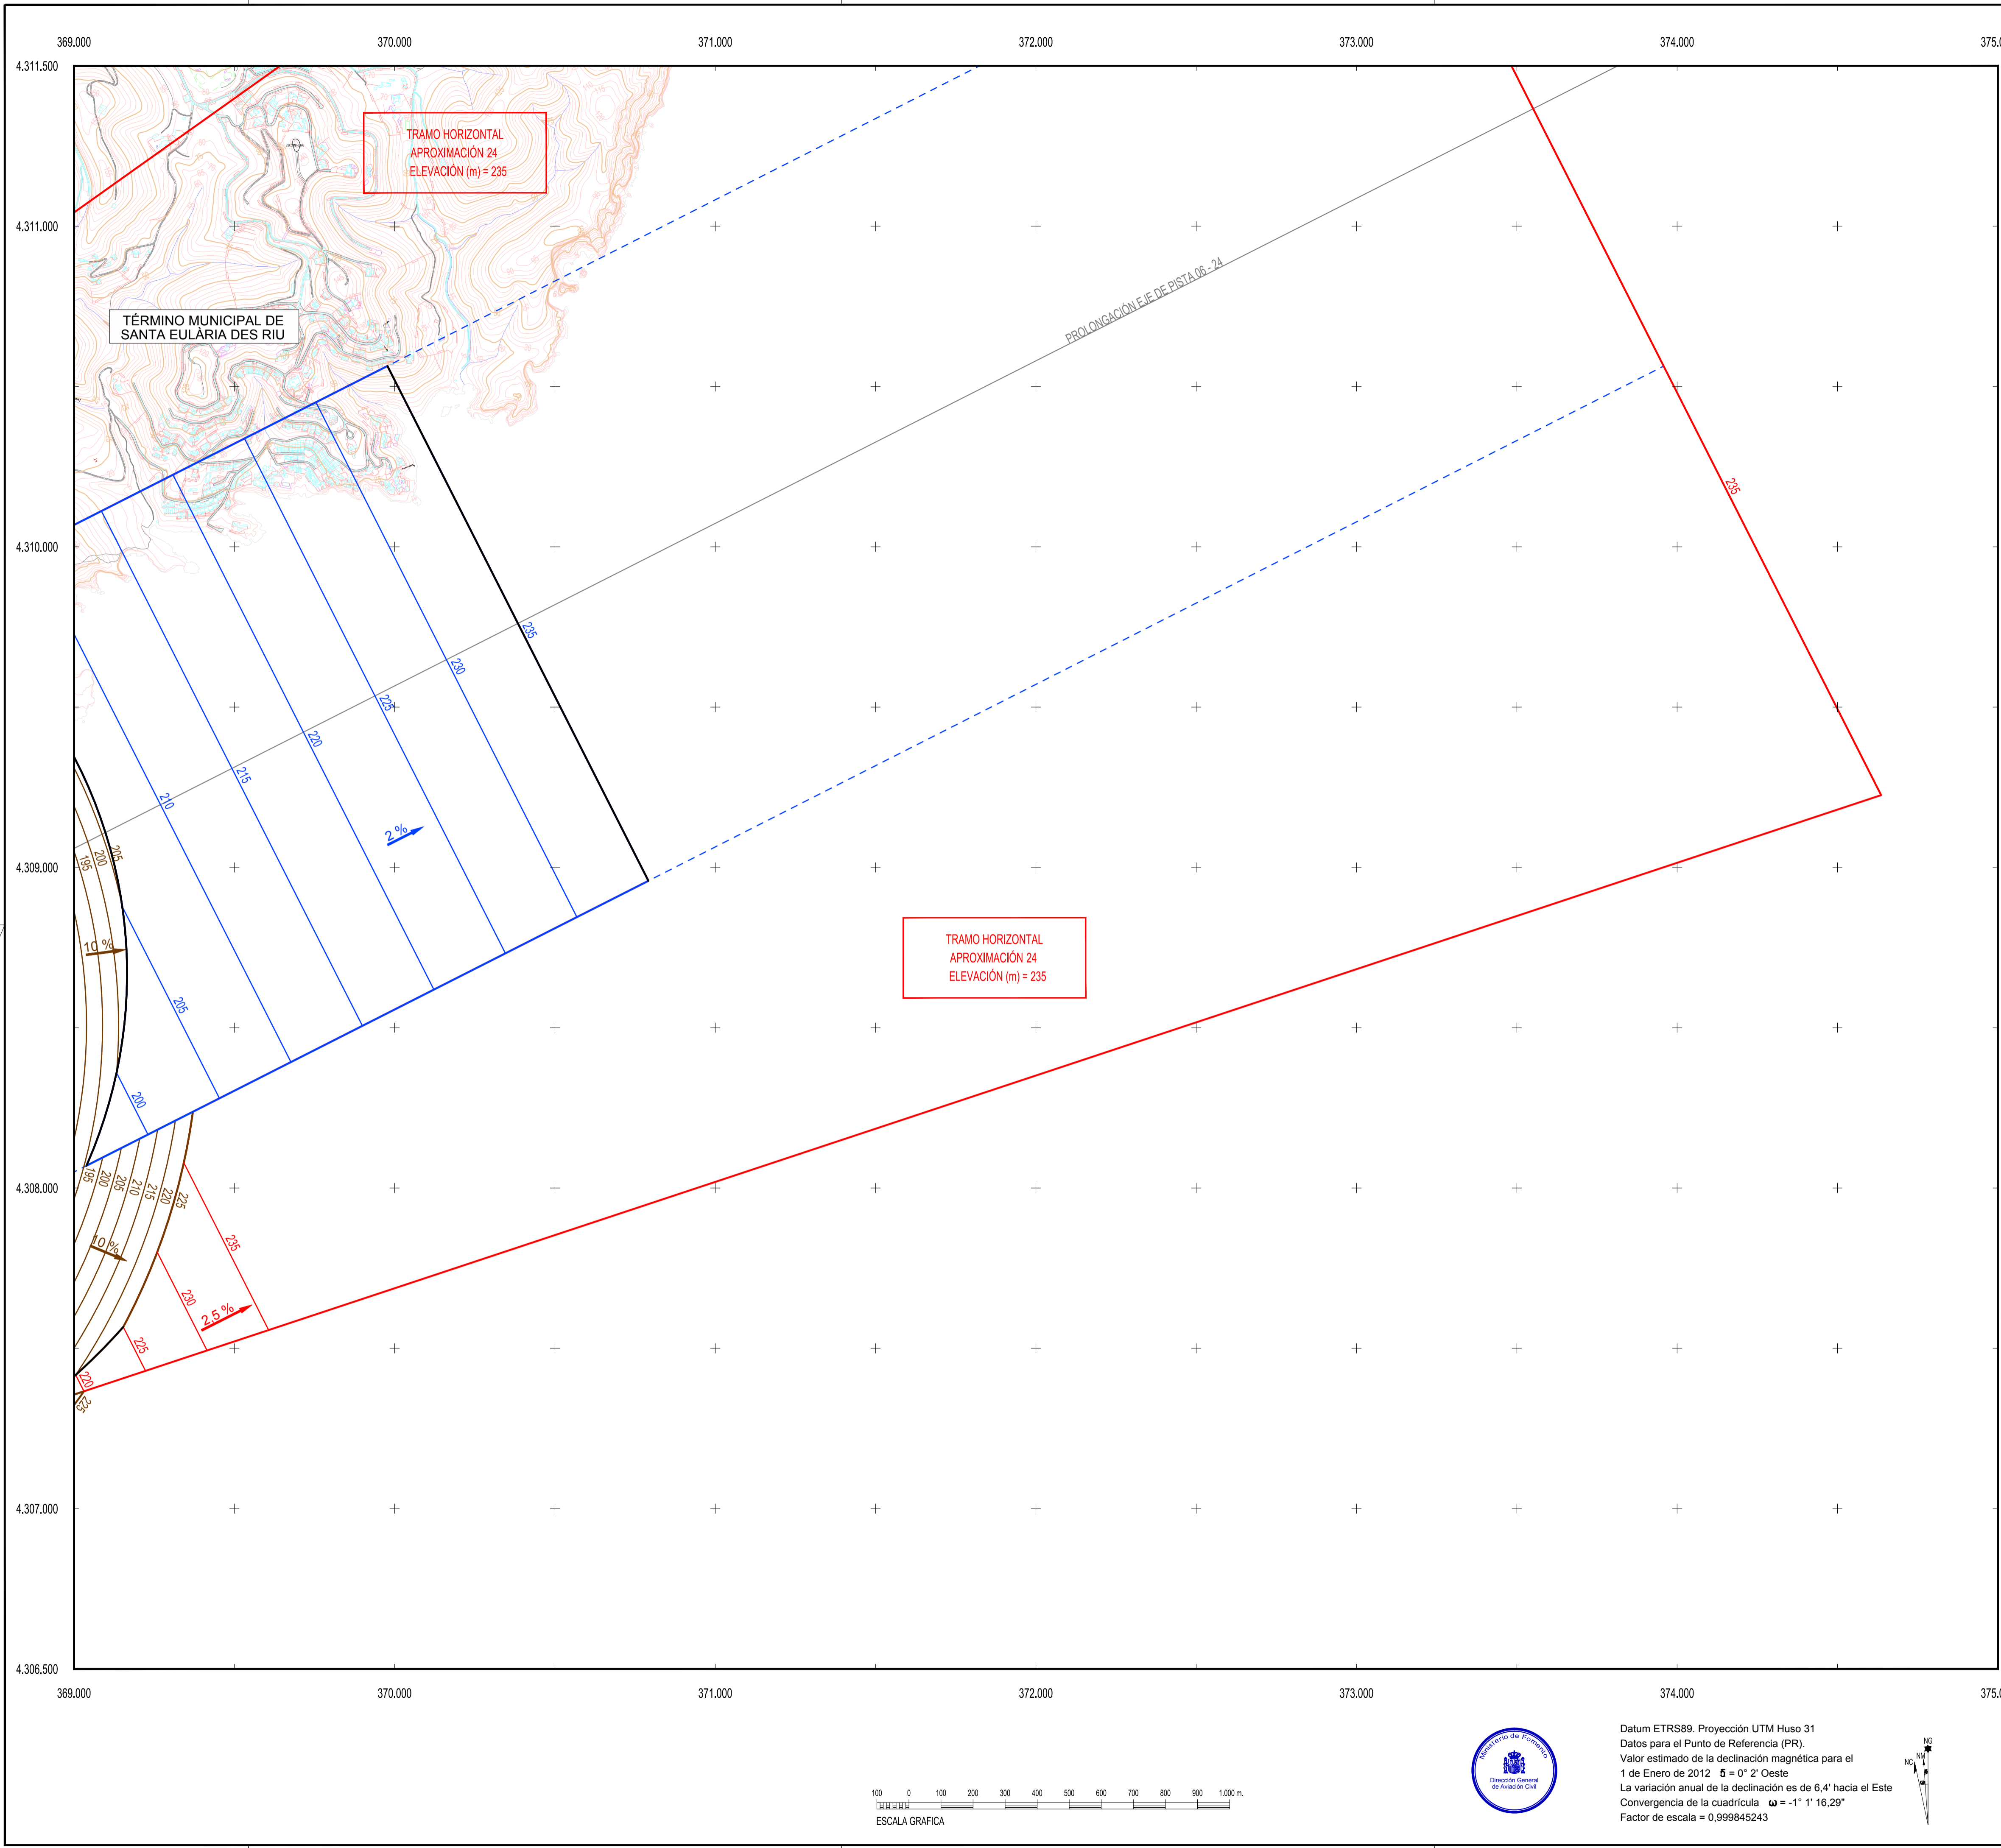 369.000 370.000 371.000 372.000 373.000 374.000 375.0
4.311.500
TRAMO HORIZONTAL
APROXIMACIÓN 24
ELEVACIÓN (m) = 235
4.311.000
PROLONGACIÓN EJE DE PISTA 06 - 24
TÉRMINO MUNICIPAL DE
SANTA EULÀRIA DES RIU
235
4.310.000
235
230
225
220
215
210
2 %
205
200
195
4.309.000
10 %
TRAMO HORIZONTAL
APROXIMACIÓN 24
ELEVACIÓN (m) = 235
205
200
4.308.000
195
200
205
210
215
220
225
10 %
235
230
2,5 %
225
220
225
4.307.000
4.306.500
369.000 370.000 371.000 372.000 373.000 374.000 375.0
100 0 100 200 300 400 500 600 700 800 900 1,000 m.
ESCALA GRAFICA
Ministerio de Fomento
Dirección General
de Aviación Civil
Datum ETRS89. Proyección UTM Huso 31
Datos para el Punto de Referencia (PR).
Valor estimado de la declinación magnética para el
1 de Enero de 2012 δ = 0° 2' Oeste
La variación anual de la declinación es de 6,4' hacia el Este
Convergencia de la cuadrícula ω = -1° 1' 16,29"
Factor de escala = 0,999845243
NG
NM
NC